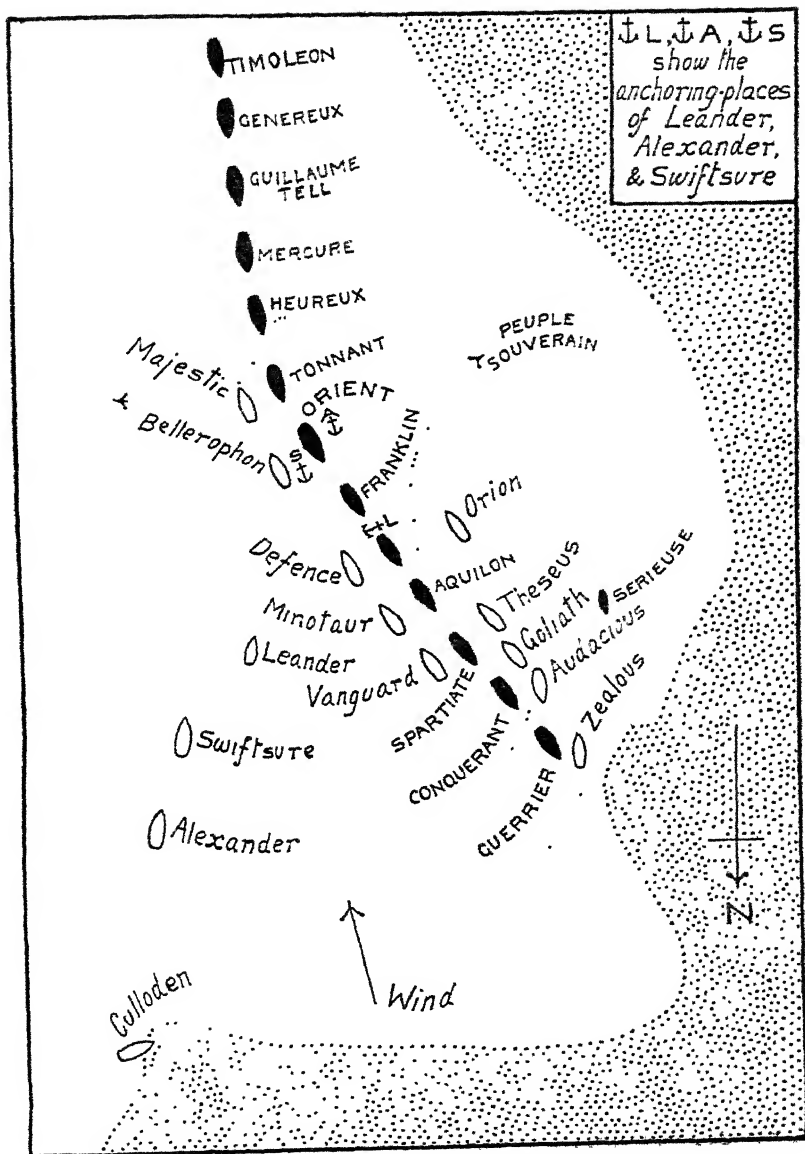 ⚓L, ⚓A, ⚓S
show the
anchoring-places
of Leander,
Alexander,
& Swiftsure
TIMOLEON
GENEREUX
GUILLAUME
TELL
MERCURE
HEUREUX
PEUPLE
SOUVERAIN
TONNANT
Majestic
ORIENT
A
Bellerophon
S
FRANKLIN
L
Orion
Defence
AQUILON
Theseus
SERIEUSE
Minotaur
Goliath
Leander
Audacious
Vanguard
Zealous
SPARTIATE
Swiftsure
CONQUERANT
GUERRIER
Alexander
N
Wind
Culloden